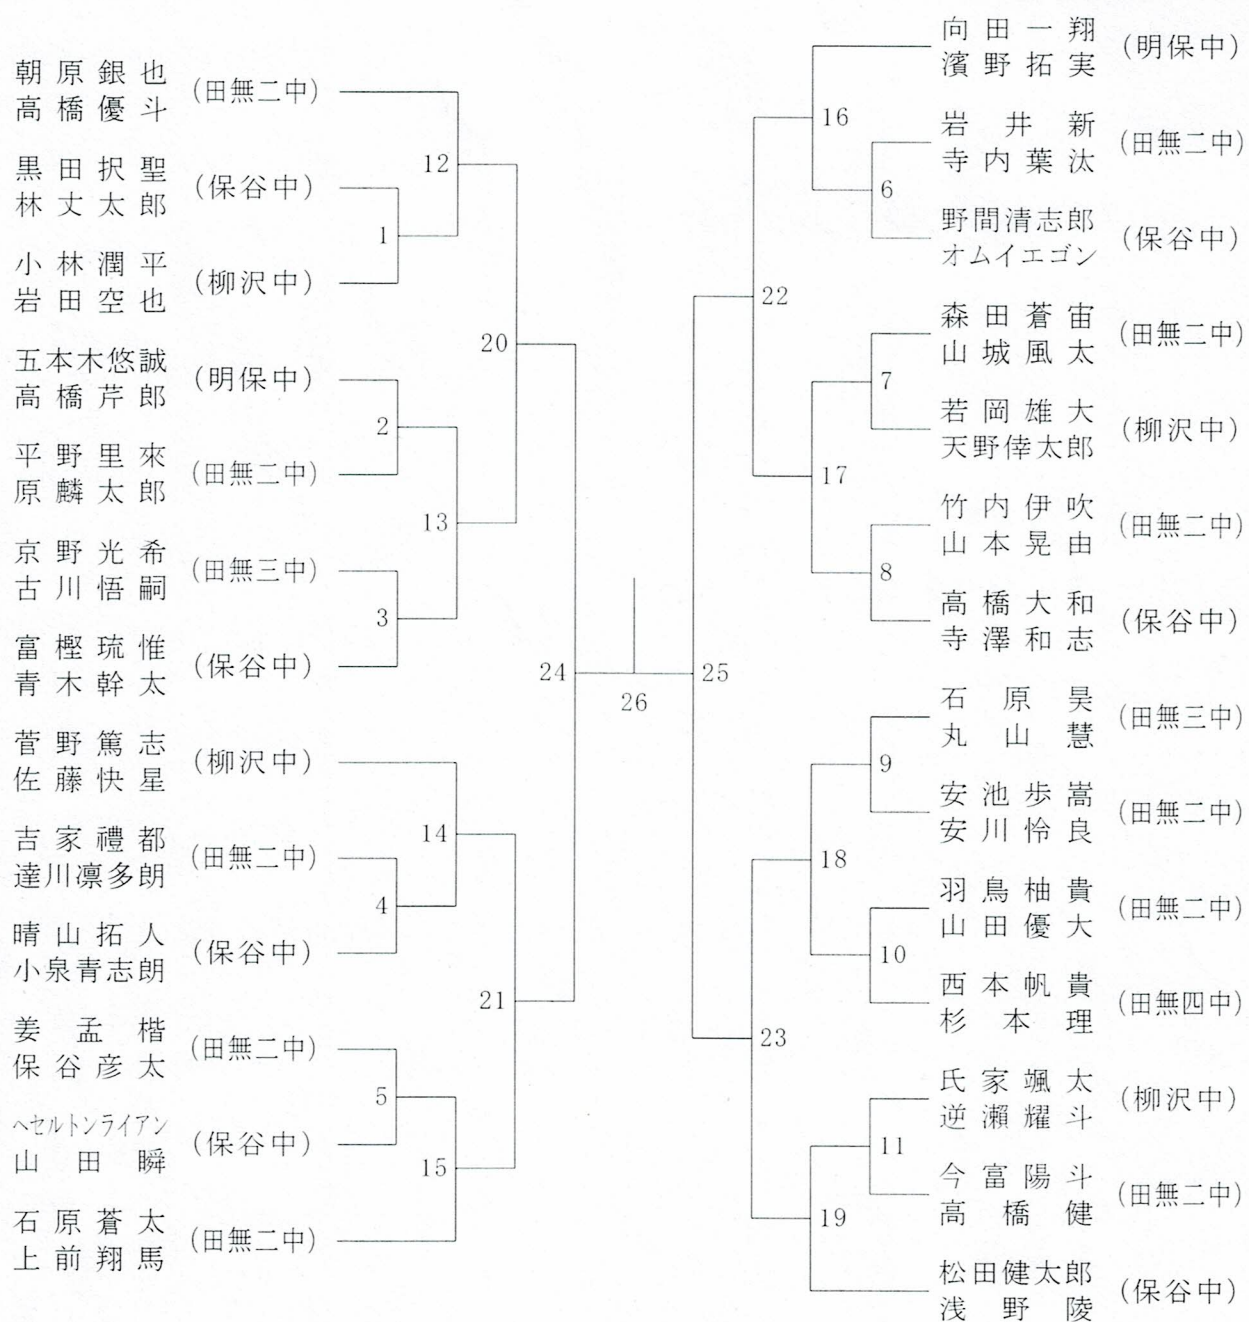 朝原銀也
高橋優斗
(田無二中)
黒田択聖
林丈太郎
(保谷中)
小林潤平
岩田空也
(柳沢中)
五本木悠誠
高橋芹郎
(明保中)
平野里來
原麟太郎
(田無二中)
京野光希
古川悟嗣
(田無三中)
富樫琉惟
青木幹太
(保谷中)
菅野篤志
佐藤快星
(柳沢中)
吉家禮都
達川凛多朗
(田無二中)
晴山拓人
小泉青志朗
(保谷中)
姜孟楷
保谷彦太
(田無二中)
ヘセルトンライアン
山田瞬
(保谷中)
石原蒼太
上前翔馬
(田無二中)
1
2
3
4
5
12
13
14
15
20
21
24
26
25
22
23
16
17
18
19
6
7
8
9
10
11
向田一翔
濱野拓実
(明保中)
岩井新
寺内葉汰
(田無二中)
野間清志郎
オムイエゴン
(保谷中)
森田蒼宙
山城風太
(田無二中)
若岡雄大
天野倖太郎
(柳沢中)
竹内伊吹
山本晃由
(田無二中)
高橋大和
寺澤和志
(保谷中)
石原昊
丸山慧
(田無三中)
安池歩嵩
安川怜良
(田無二中)
羽鳥柚貴
山田優大
(田無二中)
西本帆貴
杉本理
(田無四中)
氏家颯太
逆瀬耀斗
(柳沢中)
今富陽斗
高橋健
(田無二中)
松田健太郎
浅野陵
(保谷中)